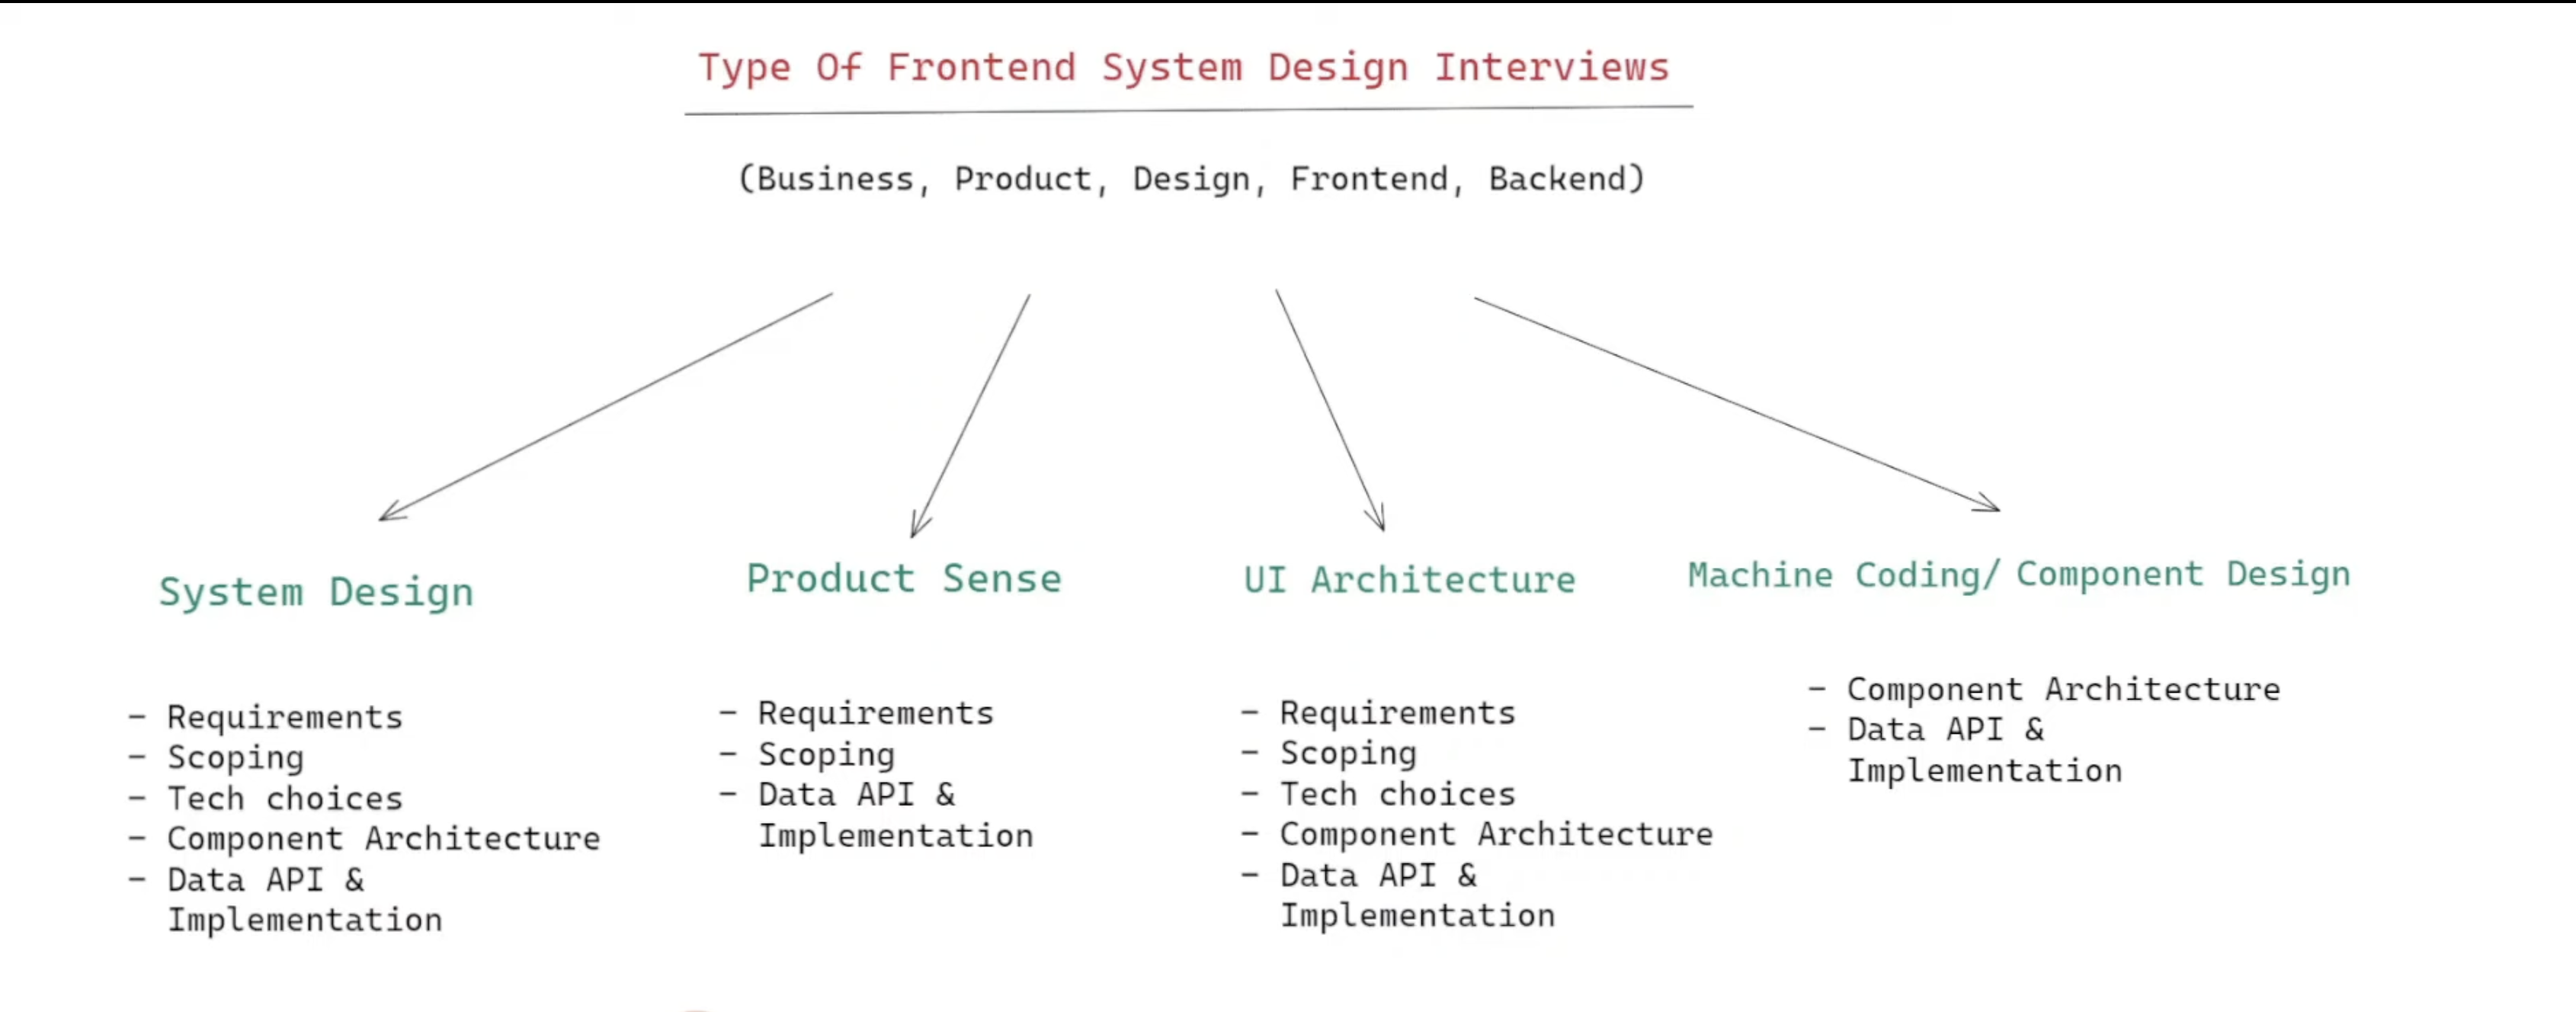 Type Of Frontend System Design Interviews
(Business, Product, Design, Frontend, Backend)
System Design
- Requirements
- Scoping
- Tech choices
- Component Architecture
- Data API &
Implementation
Product Sense
- Requirements
- Scoping
- Data API &
Implementation
UI Architecture
- Requirements
- Scoping
- Tech choices
- Component Architecture
- Data API &
Implementation
Machine Coding/ Component Design
- Component Architecture
- Data API &
Implementation